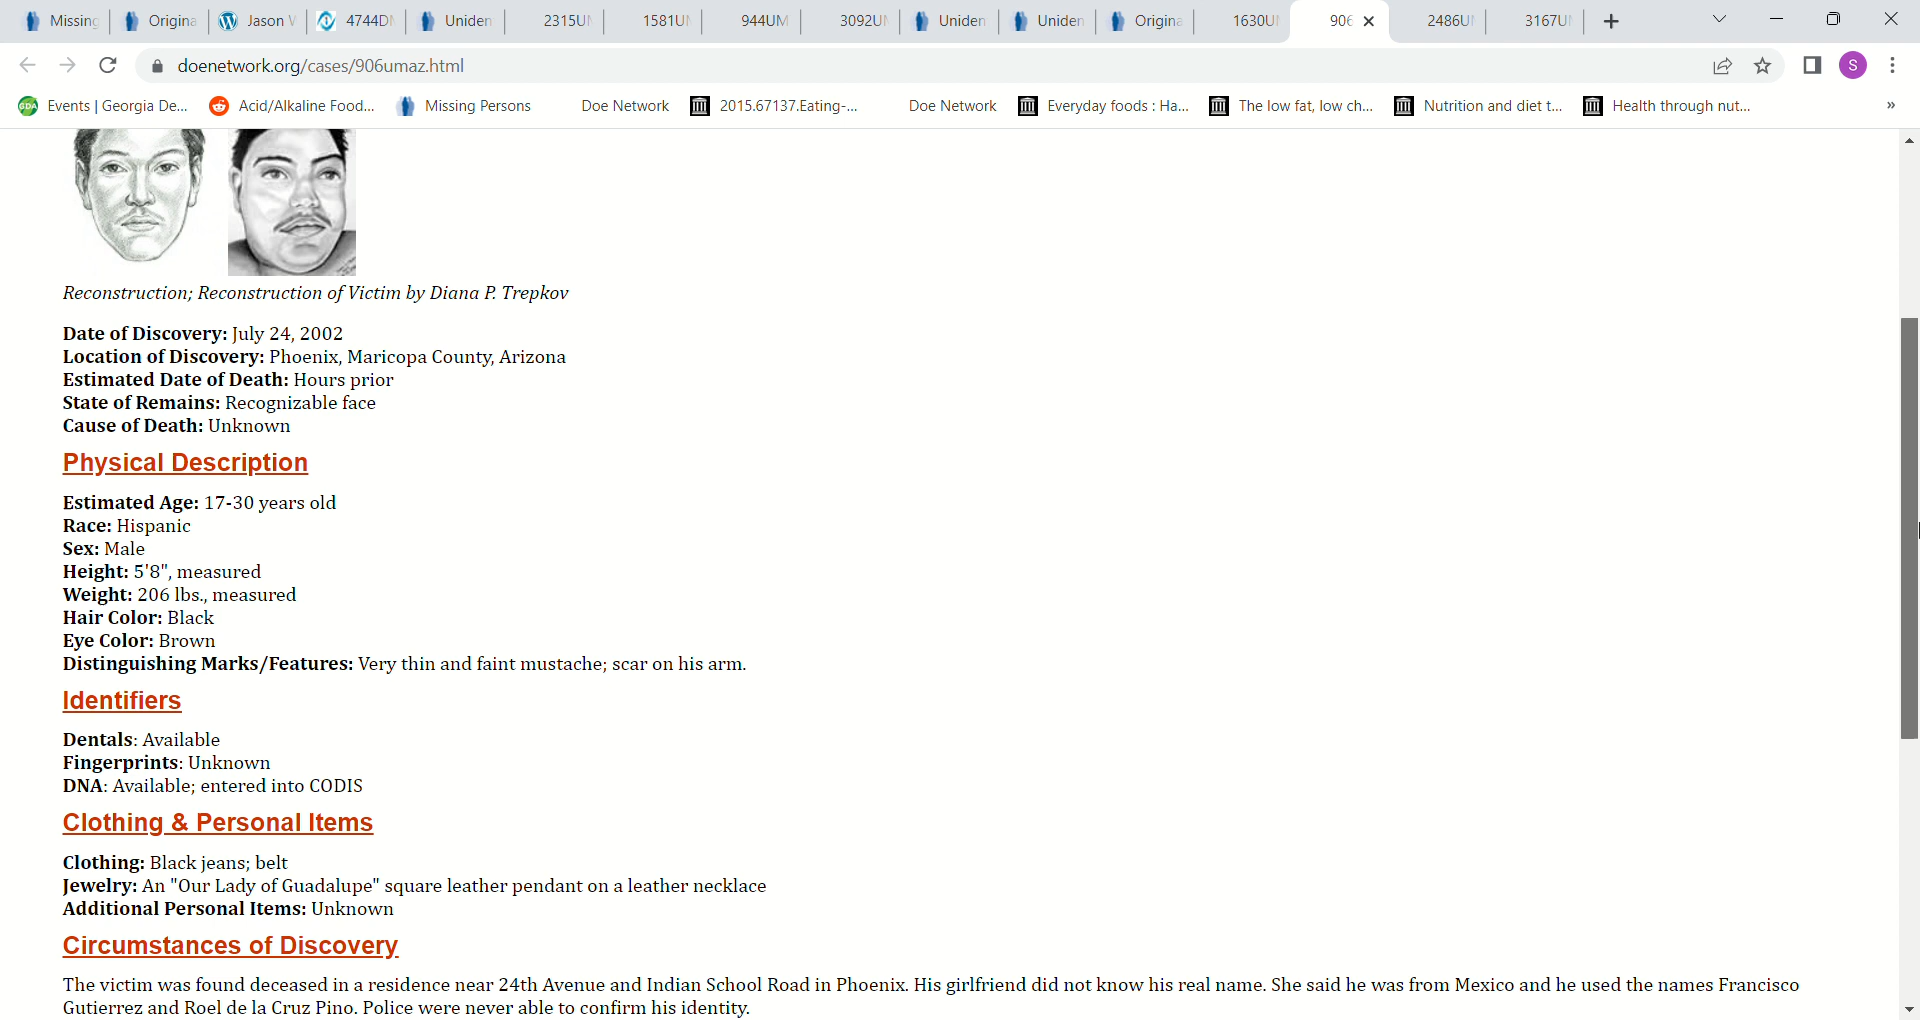 Missing Origina Jason W 4744DM Uniden 2315UM 1581UM 944UM 3092UM Uniden Uniden Origina 1630UM 906 2486UM 3167UM
doenetwork.org/cases/906umaz.html S
GDA Events | Georgia De... Acid/Alkaline Food... Missing Persons Doe Network 2015.67137.Eating-... Doe Network Everyday foods : Ha... The low fat, low ch... Nutrition and diet t... Health through nut... »
Reconstruction; Reconstruction of Victim by Diana P. Trepkov
Date of Discovery: July 24, 2002
Location of Discovery: Phoenix, Maricopa County, Arizona
Estimated Date of Death: Hours prior
State of Remains: Recognizable face
Cause of Death: Unknown
Physical Description
Estimated Age: 17-30 years old
Race: Hispanic
Sex: Male
Height: 5'8", measured
Weight: 206 lbs., measured
Hair Color: Black
Eye Color: Brown
Distinguishing Marks/Features: Very thin and faint mustache; scar on his arm.
Identifiers
Dentals: Available
Fingerprints: Unknown
DNA: Available; entered into CODIS
Clothing & Personal Items
Clothing: Black jeans; belt
Jewelry: An "Our Lady of Guadalupe" square leather pendant on a leather necklace
Additional Personal Items: Unknown
Circumstances of Discovery
The victim was found deceased in a residence near 24th Avenue and Indian School Road in Phoenix. His girlfriend did not know his real name. She said he was from Mexico and he used the names Francisco
Gutierrez and Roel de la Cruz Pino. Police were never able to confirm his identity.